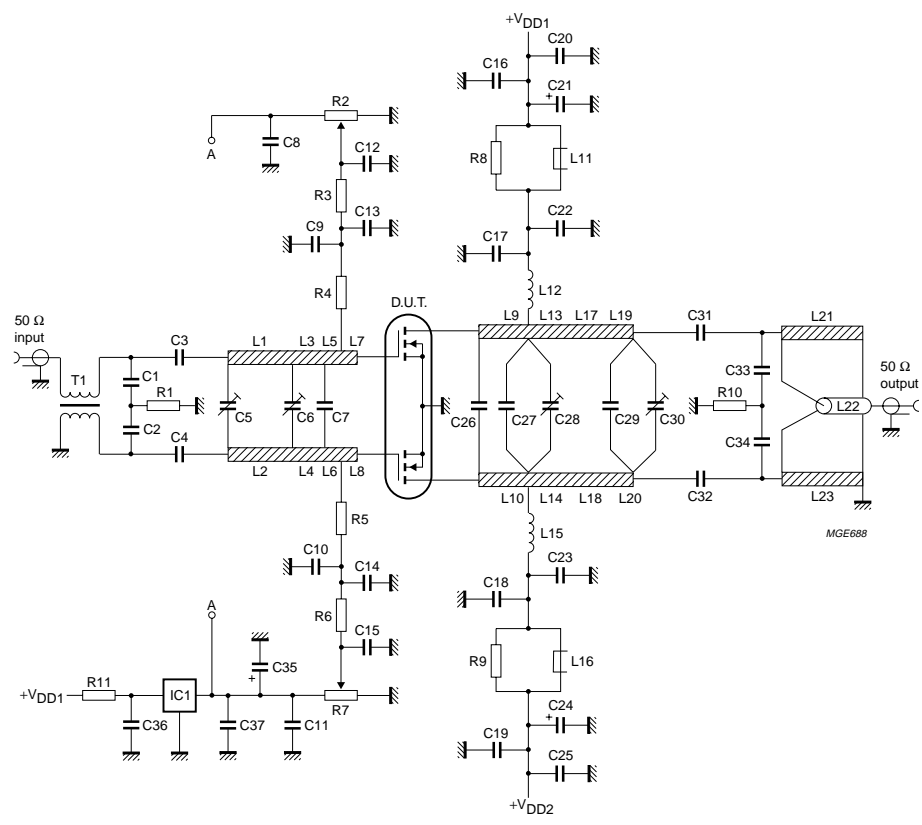 +VDD1
C20
C16
C21
+
R2
A
C8
C12
R8
L11
R3
C13
C9
C22
C17
R4
L12
D.U.T.
50 Ω
input
C3
L1
L3
L5
L7
L9
L13
L17
L19
C31
L21
50 Ω
output
T1
C1
R1
C2
C5
C6
C7
C26
C27
C28
C29
C30
R10
C33
C34
L22
C4
L2
L4
L6
L8
L10
L14
L18
L20
C32
L23
MGE688
R5
L15
C10
C14
C23
C18
A
R6
C15
R9
L16
C35
+
+VDD1
R11
IC1
R7
C36
C37
C11
C24
+
C19
C25
+VDD2